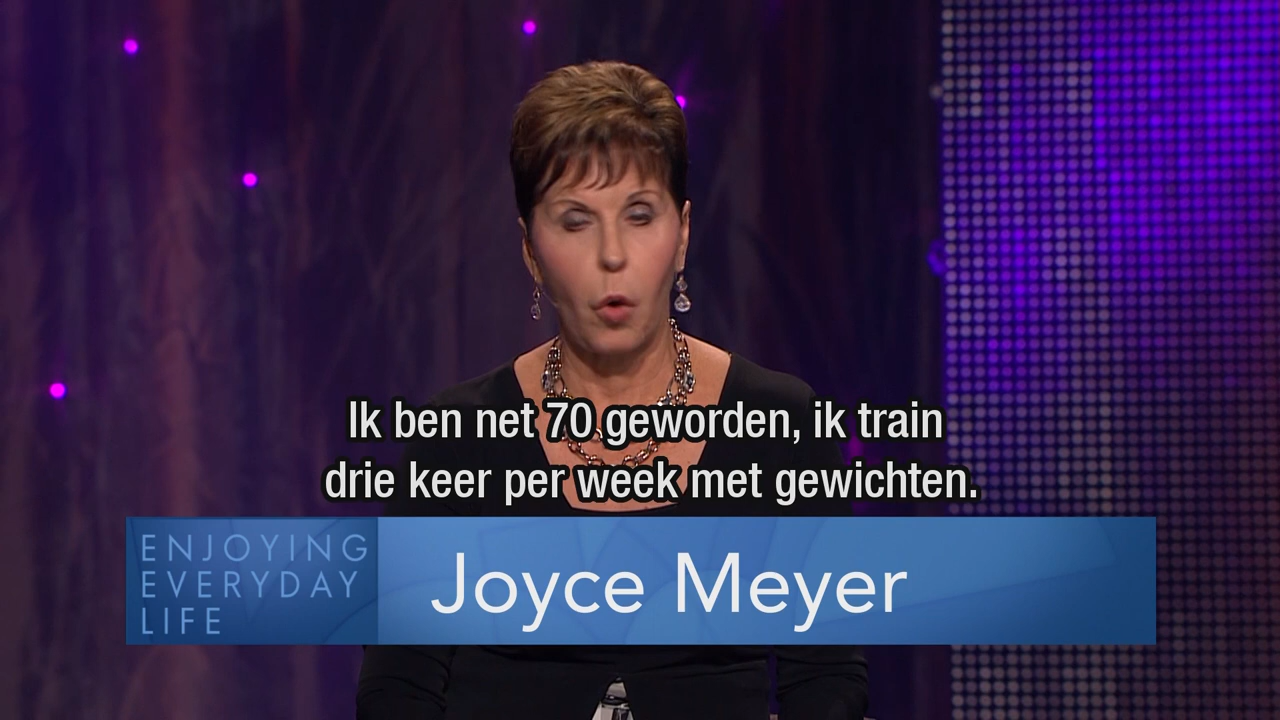 Ik ben net 70 geworden, ik train
drie keer per week met gewichten.
ENJOYING
EVERYDAY
LIFE
Joyce Meyer